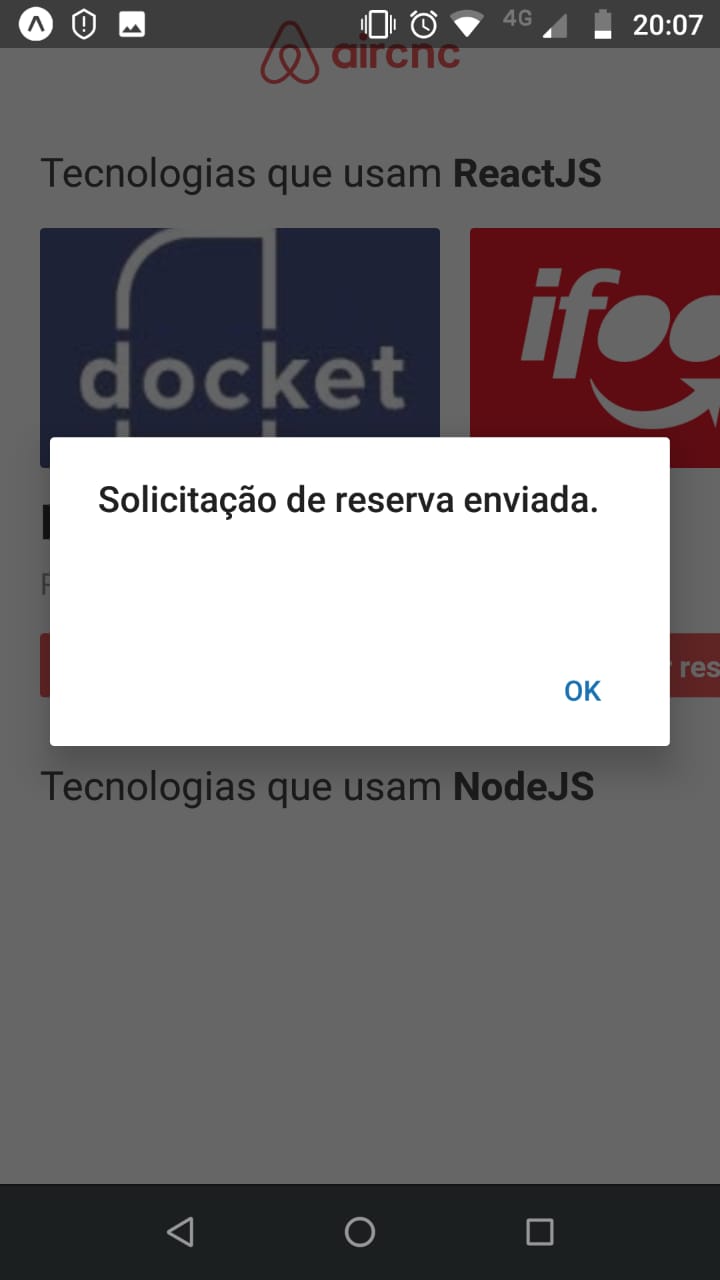 4G 20:07
aircnc
Tecnologias que usam ReactJS
docket
ifoo
Solicitação de reserva enviada.
res
OK
Tecnologias que usam NodeJS